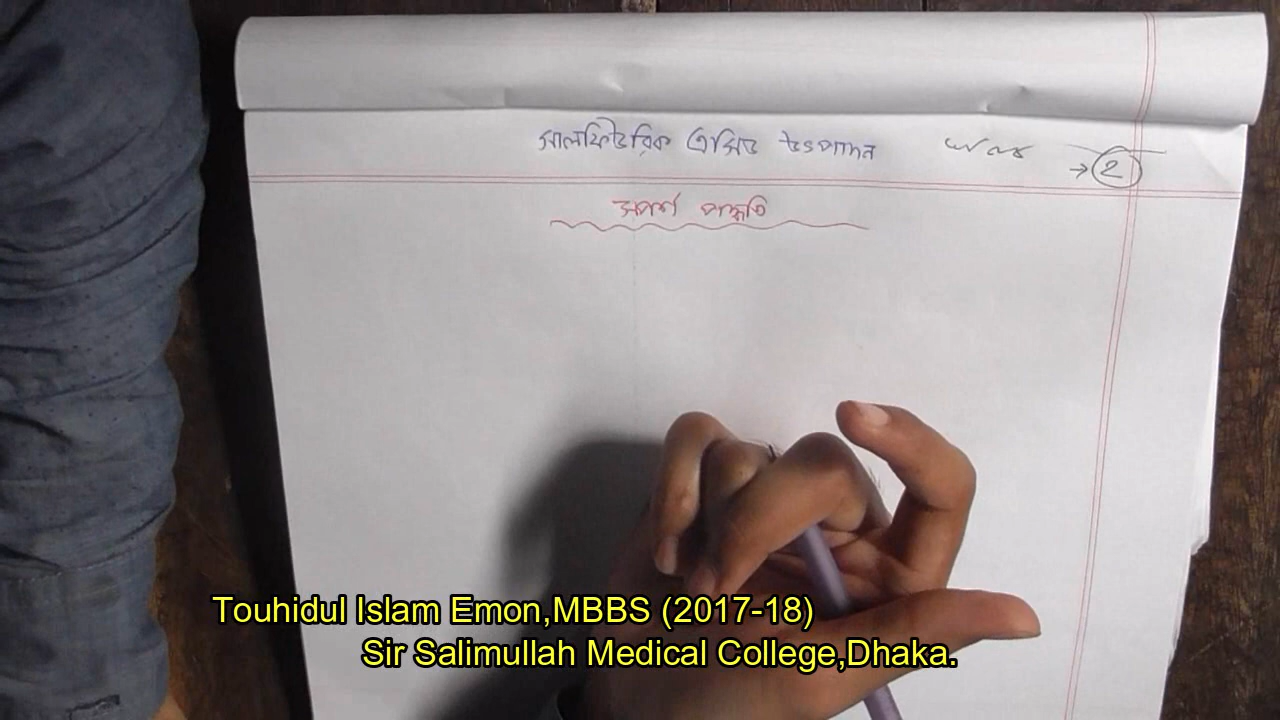 সালফিউরিক এসিড উৎপাদন
→ 2
স্পর্শ পদ্ধতি
Touhidul Islam Emon,MBBS (2017-18)
Sir Salimullah Medical College,Dhaka.